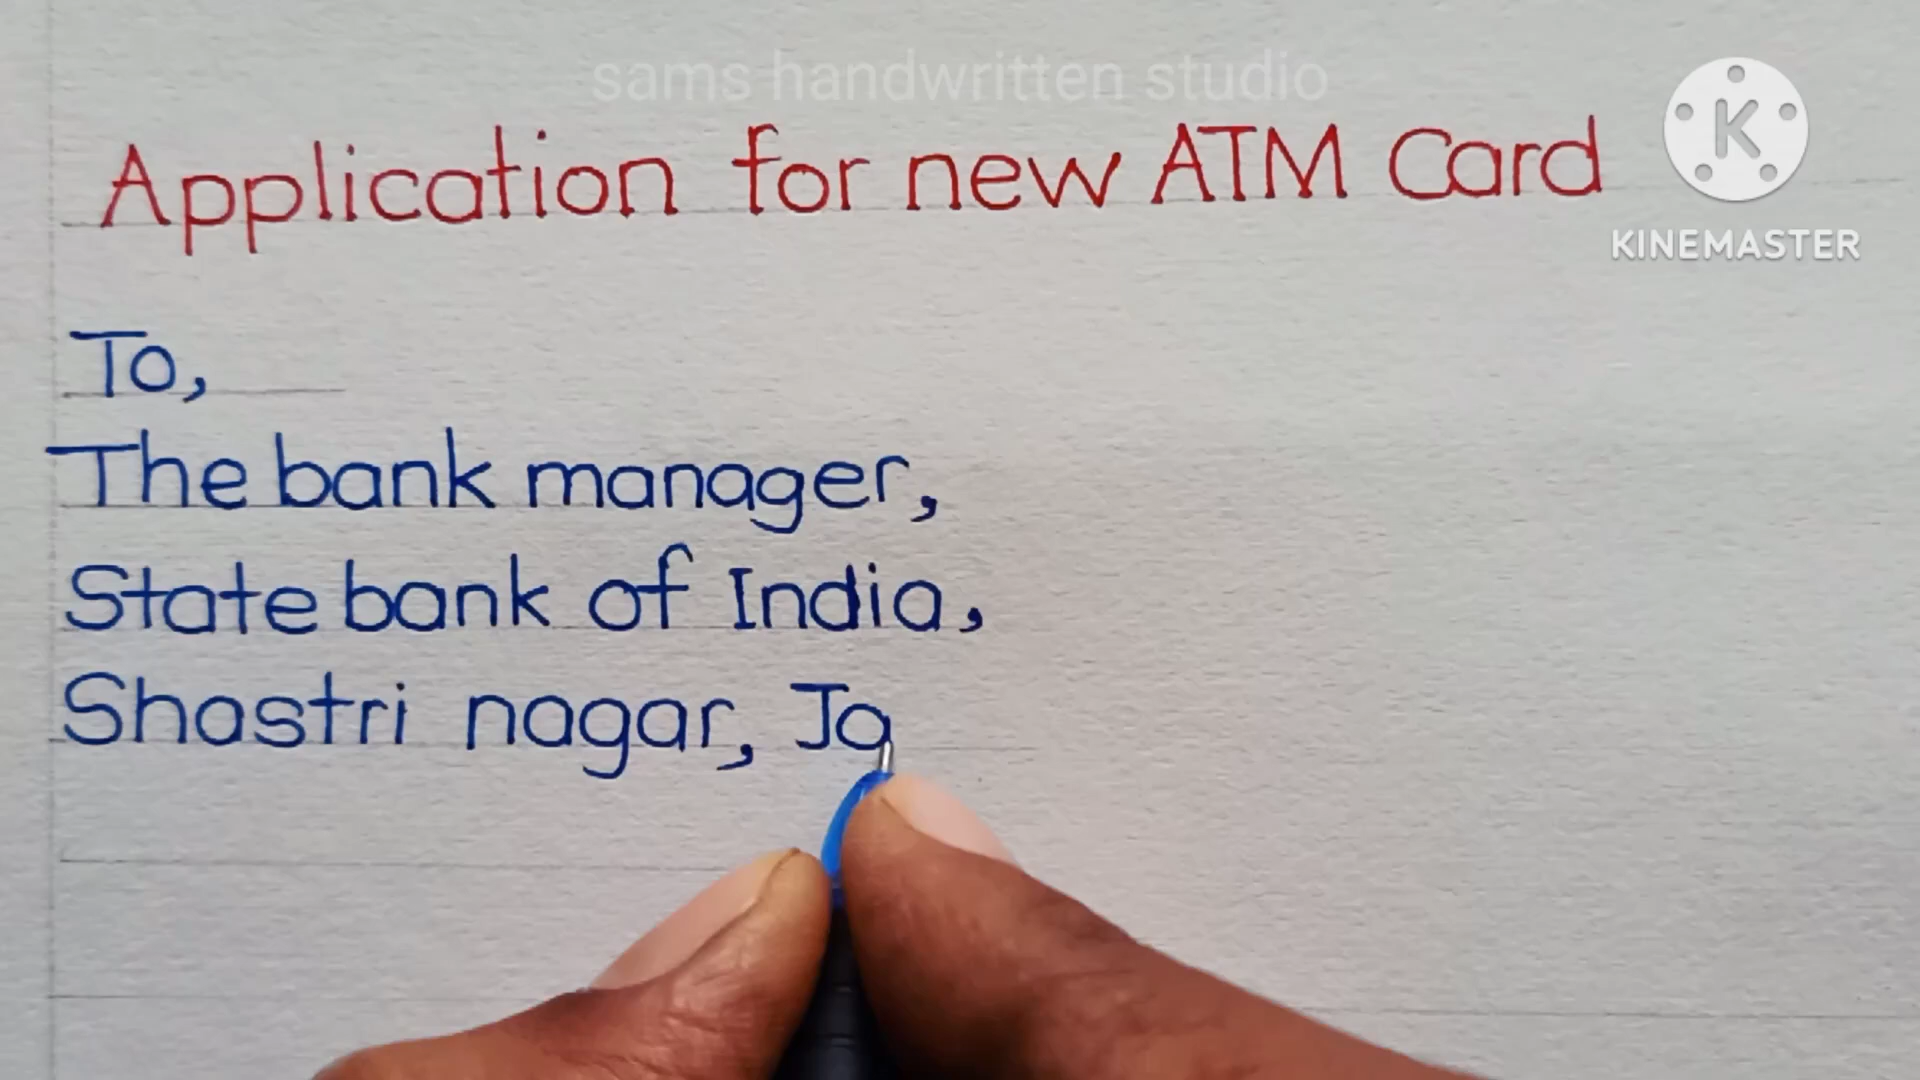 sams handwritten studio
Application for new ATM Card
K
KINEMASTER
To,
The bank manager,
State bank of India,
Shastri nagar, Ja